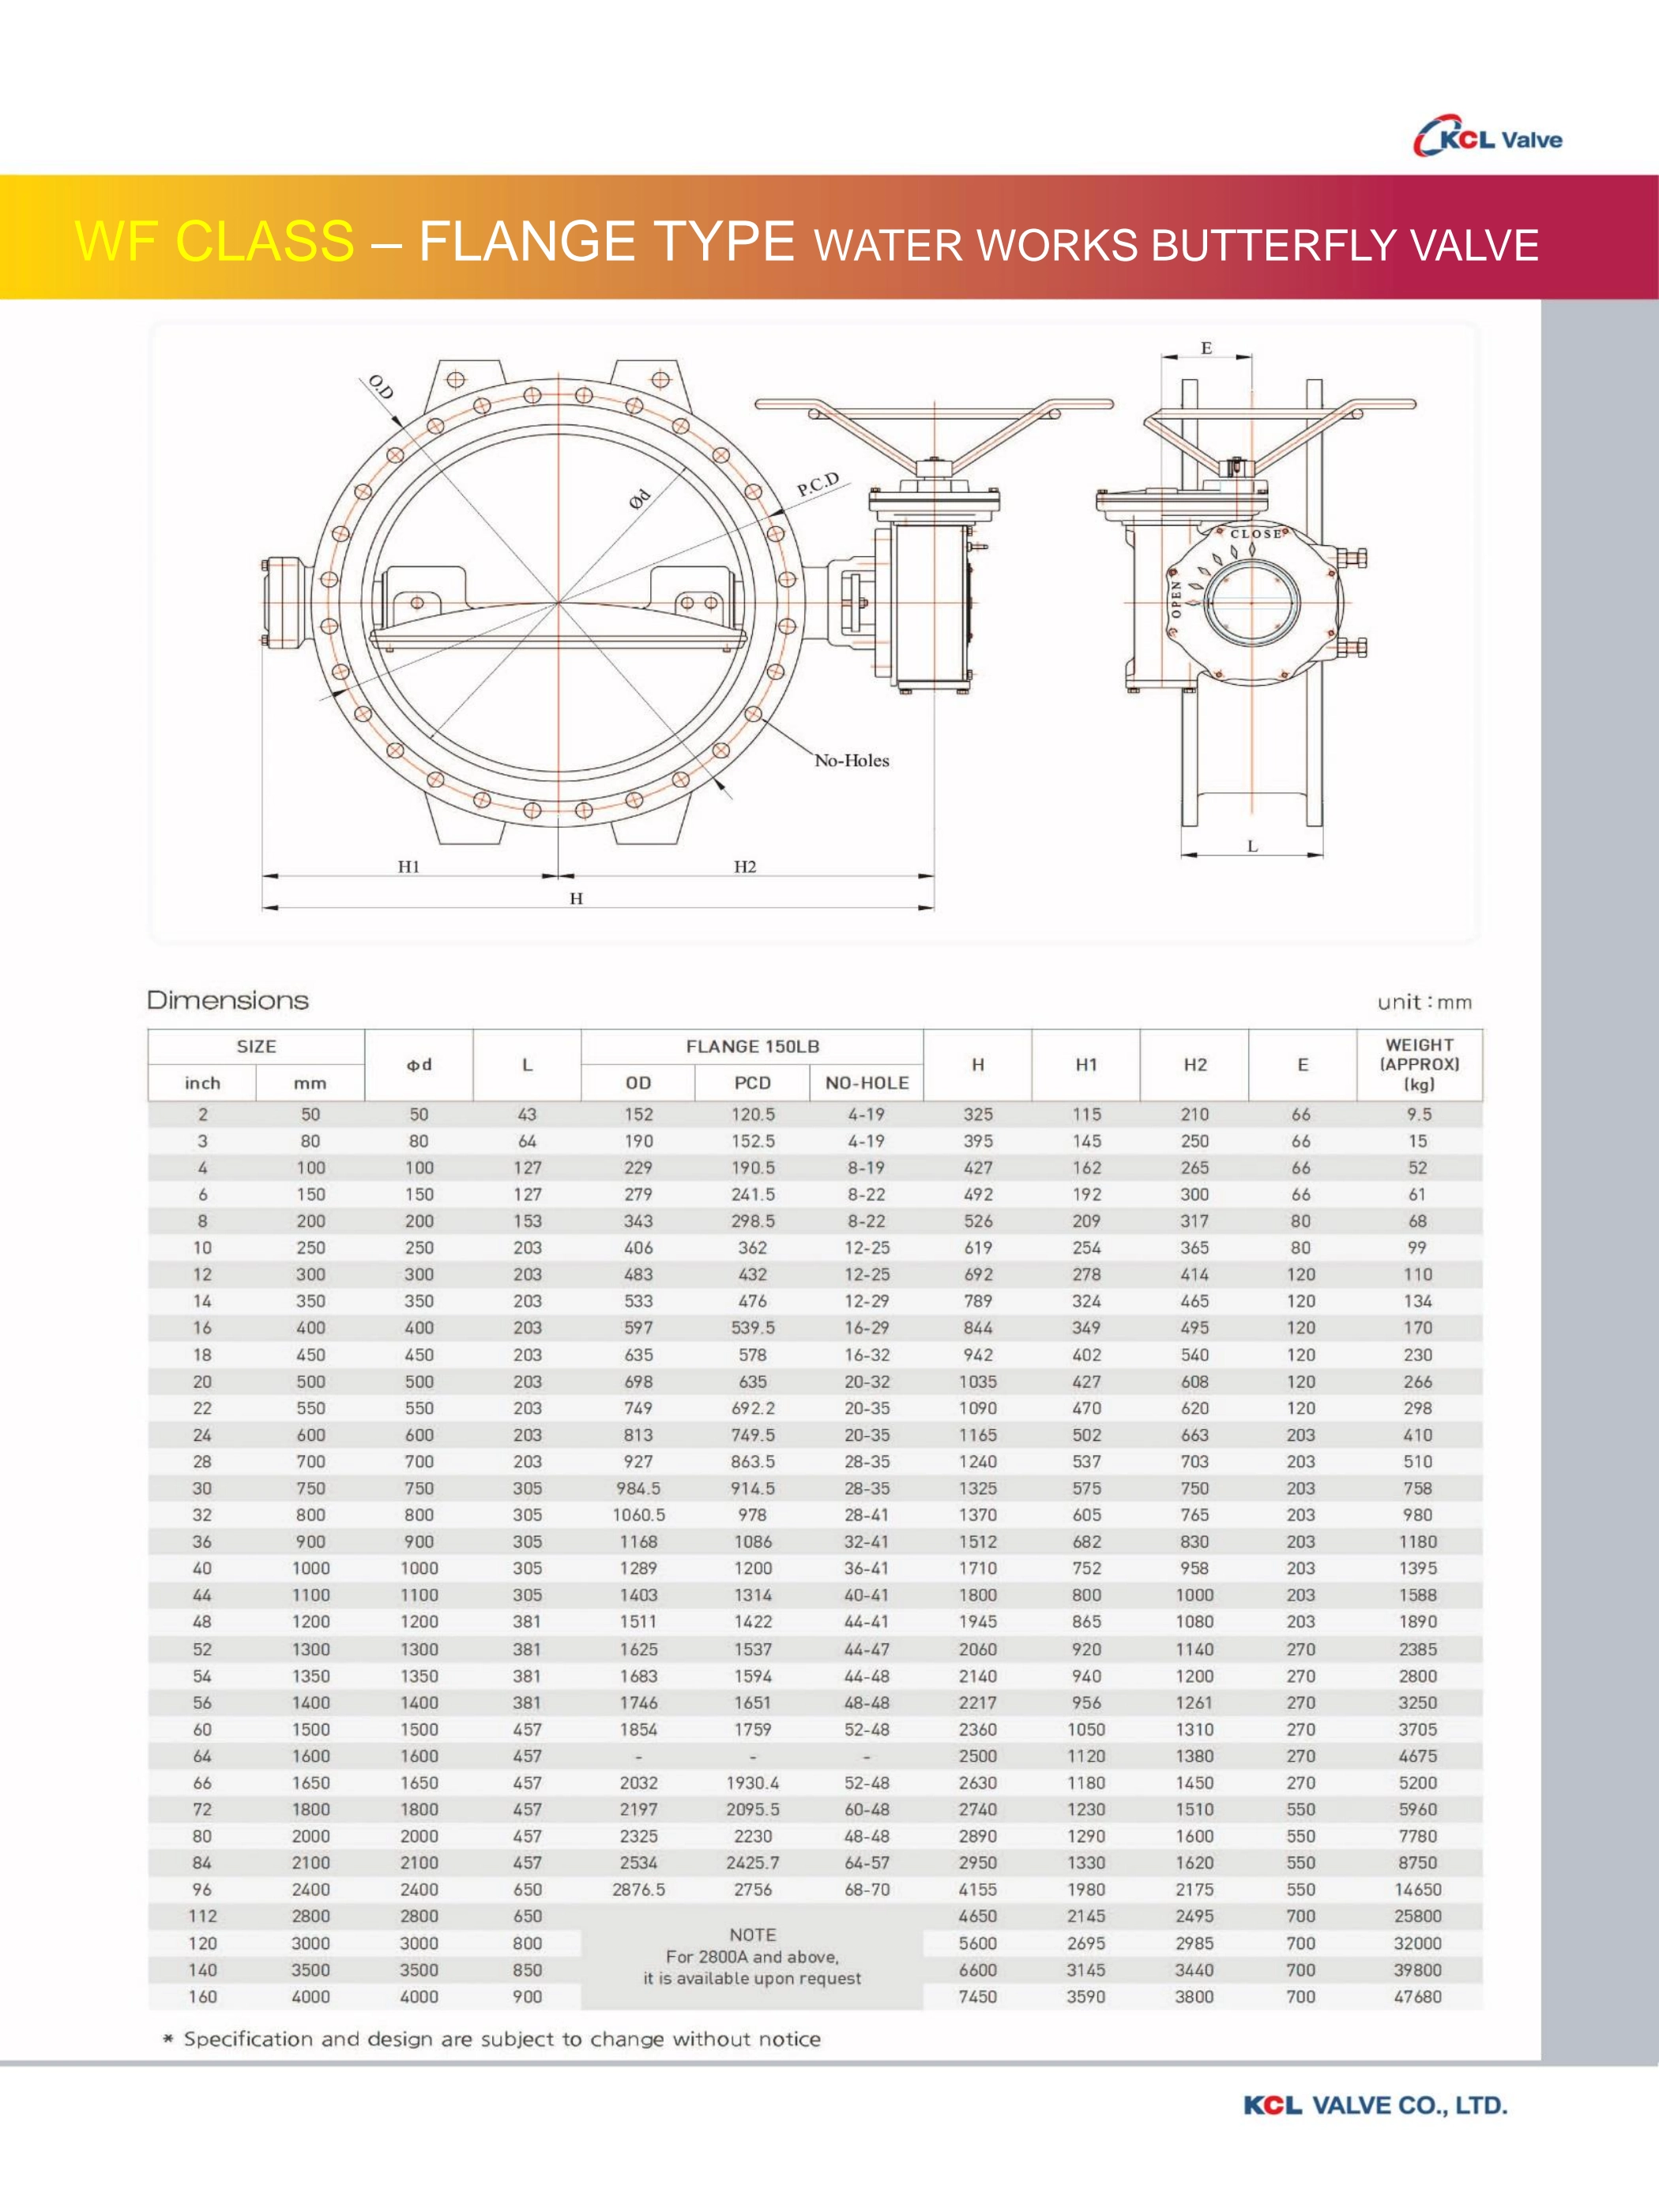 KCL Valve
WF CLASS – FLANGE TYPE WATER WORKS BUTTERFLY VALVE
E
O.D
P.C.D
Ød
CLOSE
OPEN
No-Holes
L
H1 H2
H
Dimensions unit : mm
SIZE ϕd L FLANGE 150LB H H1 H2 E WEIGHT (APPROX) (kg)
inch mm OD PCD NO-HOLE
2 50 50 43 152 120.5 4-19 325 115 210 66 9.5
3 80 80 64 190 152.5 4-19 395 145 250 66 15
4 100 100 127 229 190.5 8-19 427 162 265 66 52
6 150 150 127 279 241.5 8-22 492 192 300 66 61
8 200 200 153 343 298.5 8-22 526 209 317 80 68
10 250 250 203 406 362 12-25 619 254 365 80 99
12 300 300 203 483 432 12-25 692 278 414 120 110
14 350 350 203 533 476 12-29 789 324 465 120 134
16 400 400 203 597 539.5 16-29 844 349 495 120 170
18 450 450 203 635 578 16-32 942 402 540 120 230
20 500 500 203 698 635 20-32 1035 427 608 120 266
22 550 550 203 749 692.2 20-35 1090 470 620 120 298
24 600 600 203 813 749.5 20-35 1165 502 663 203 410
28 700 700 203 927 863.5 28-35 1240 537 703 203 510
30 750 750 305 984.5 914.5 28-35 1325 575 750 203 758
32 800 800 305 1060.5 978 28-41 1370 605 765 203 980
36 900 900 305 1168 1086 32-41 1512 682 830 203 1180
40 1000 1000 305 1289 1200 36-41 1710 752 958 203 1395
44 1100 1100 305 1403 1314 40-41 1800 800 1000 203 1588
48 1200 1200 381 1511 1422 44-41 1945 865 1080 203 1890
52 1300 1300 381 1625 1537 44-47 2060 920 1140 270 2385
54 1350 1350 381 1683 1594 44-48 2140 940 1200 270 2800
56 1400 1400 381 1746 1651 48-48 2217 956 1261 270 3250
60 1500 1500 457 1854 1759 52-48 2360 1050 1310 270 3705
64 1600 1600 457 - - - 2500 1120 1380 270 4675
66 1650 1650 457 2032 1930.4 52-48 2630 1180 1450 270 5200
72 1800 1800 457 2197 2095.5 60-48 2740 1230 1510 550 5960
80 2000 2000 457 2325 2230 48-48 2890 1290 1600 550 7780
84 2100 2100 457 2534 2425.7 64-57 2950 1330 1620 550 8750
96 2400 2400 650 2876.5 2756 68-70 4155 1980 2175 550 14650
112 2800 2800 650 4650 2145 2495 700 25800
120 3000 3000 800 5600 2695 2985 700 32000
140 3500 3500 850 6600 3145 3440 700 39800
160 4000 4000 900 7450 3590 3800 700 47680
NOTE
For 2800A and above,
it is available upon request
* Specification and design are subject to change without notice
KCL VALVE CO., LTD.